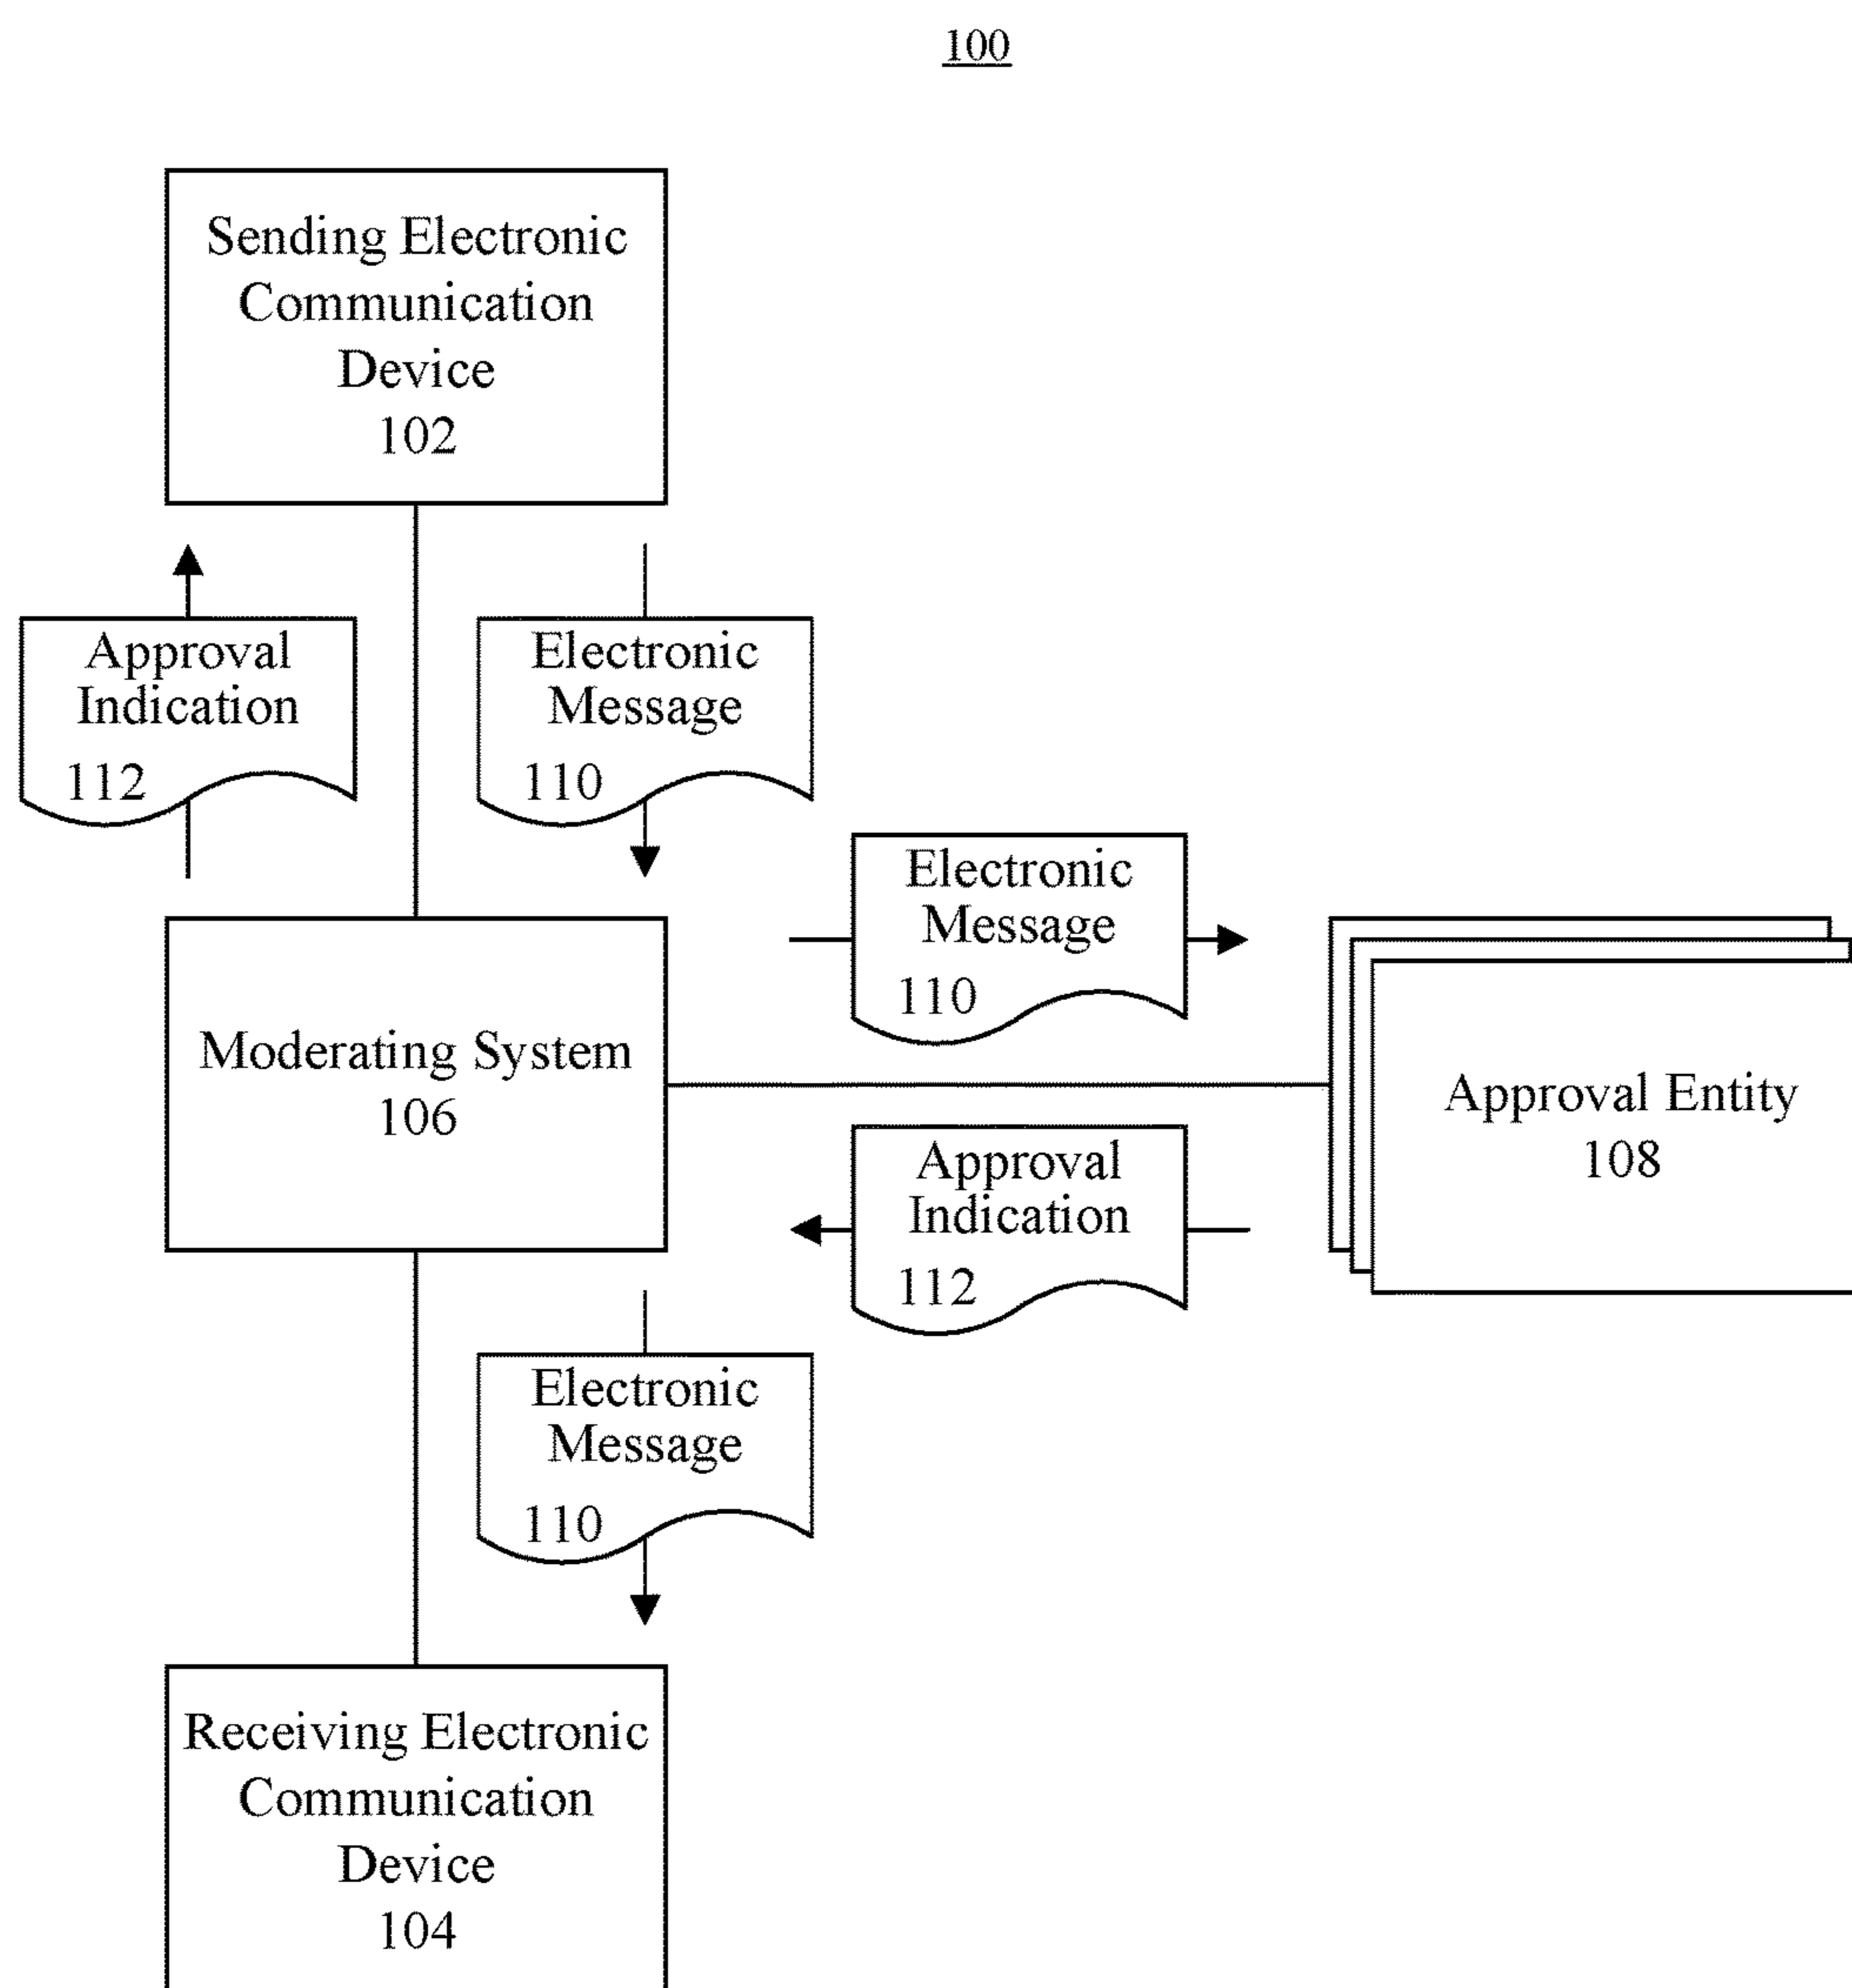 100
Sending Electronic
Communication
Device
102
Approval
Indication
112
Electronic
Message
110
Electronic
Message
110
Moderating System
106
Approval Entity
108
Approval
Indication
112
Electronic
Message
110
Receiving Electronic
Communication
Device
104